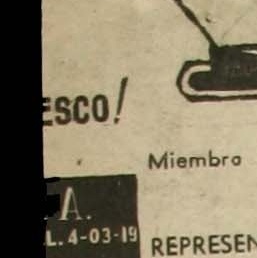 ESCO!
Miembro
A.
L. 4-03-19
REPRESEN